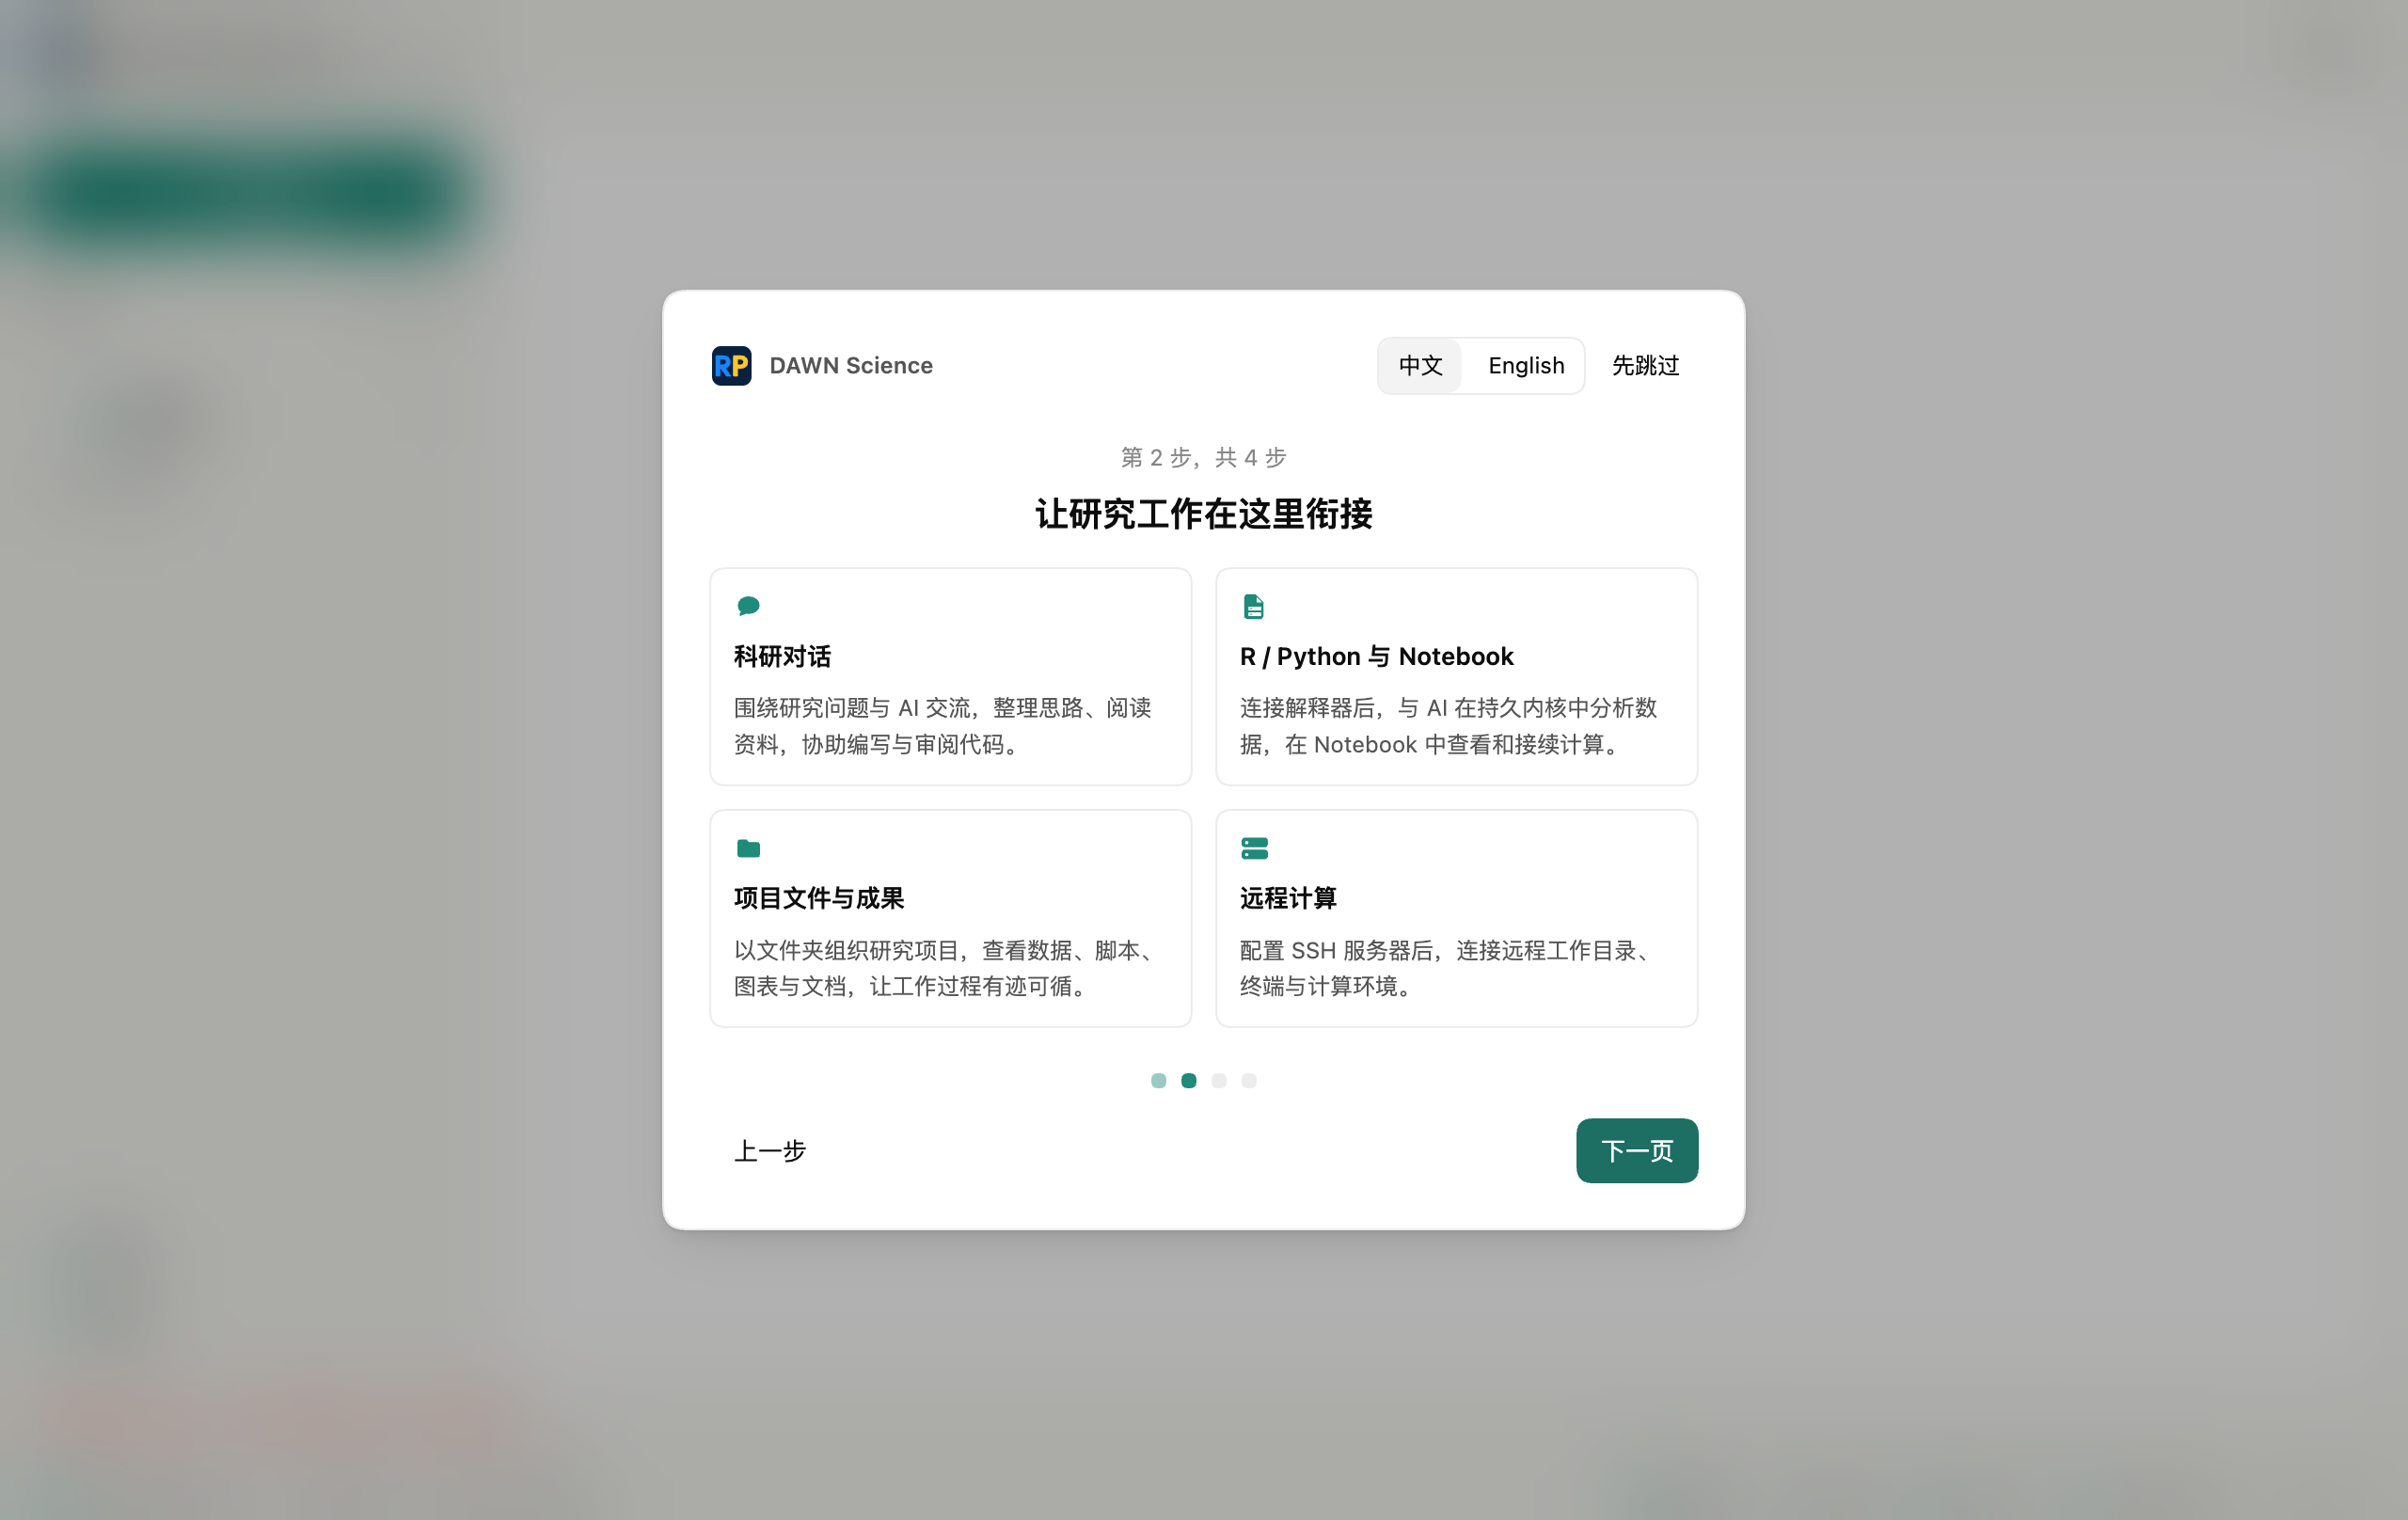 RP DAWN Science
中文 English 先跳过
第 2 步，共 4 步
让研究工作在这里衔接
科研对话
围绕研究问题与 AI 交流，整理思路、阅读
资料，协助编写与审阅代码。
R / Python 与 Notebook
连接解释器后，与 AI 在持久内核中分析数
据，在 Notebook 中查看和接续计算。
项目文件与成果
以文件夹组织研究项目，查看数据、脚本、
图表与文档，让工作过程有迹可循。
远程计算
配置 SSH 服务器后，连接远程工作目录、
终端与计算环境。
上一步
下一页